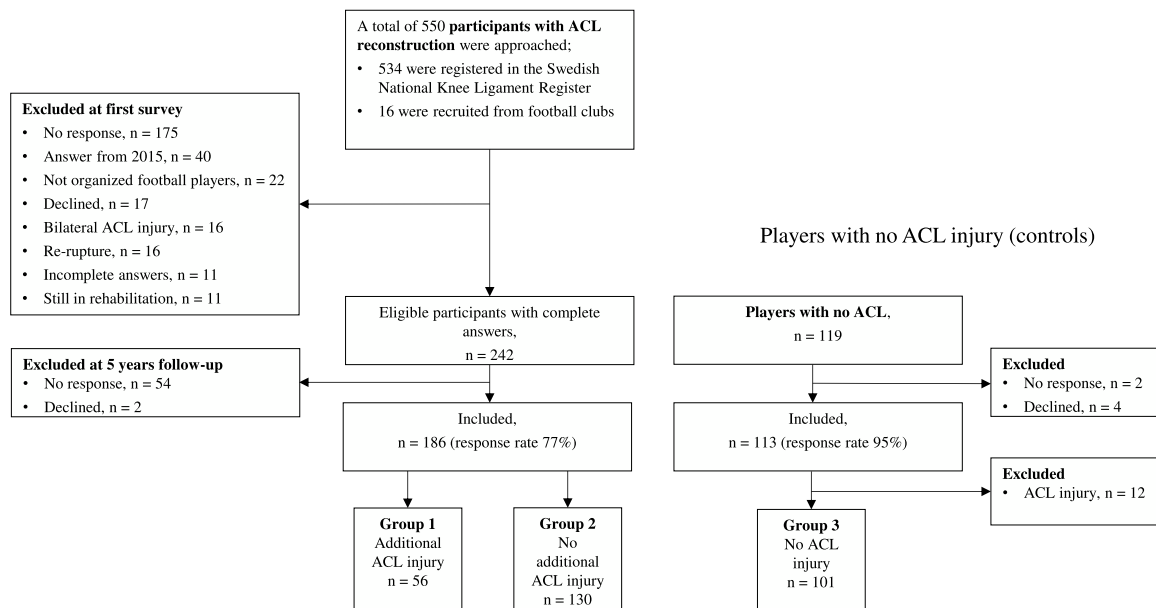 A total of 550 participants with ACL
reconstruction were approached;
• 534 were registered in the Swedish
National Knee Ligament Register
• 16 were recruited from football clubs
Excluded at first survey
• No response, n = 175
• Answer from 2015, n = 40
• Not organized football players, n = 22
• Declined, n = 17
• Bilateral ACL injury, n = 16
• Re-rupture, n = 16
• Incomplete answers, n = 11
• Still in rehabilitation, n = 11
Players with no ACL injury (controls)
Eligible participants with complete
answers,
n = 242
Players with no ACL,
n = 119
Excluded at 5 years follow-up
• No response, n = 54
• Declined, n = 2
Excluded
• No response, n = 2
• Declined, n = 4
Included,
n = 186 (response rate 77%)
Included,
n = 113 (response rate 95%)
Excluded
• ACL injury, n = 12
Group 1
Additional
ACL injury
n = 56
Group 2
No
additional
ACL injury
n = 130
Group 3
No ACL
injury
n = 101